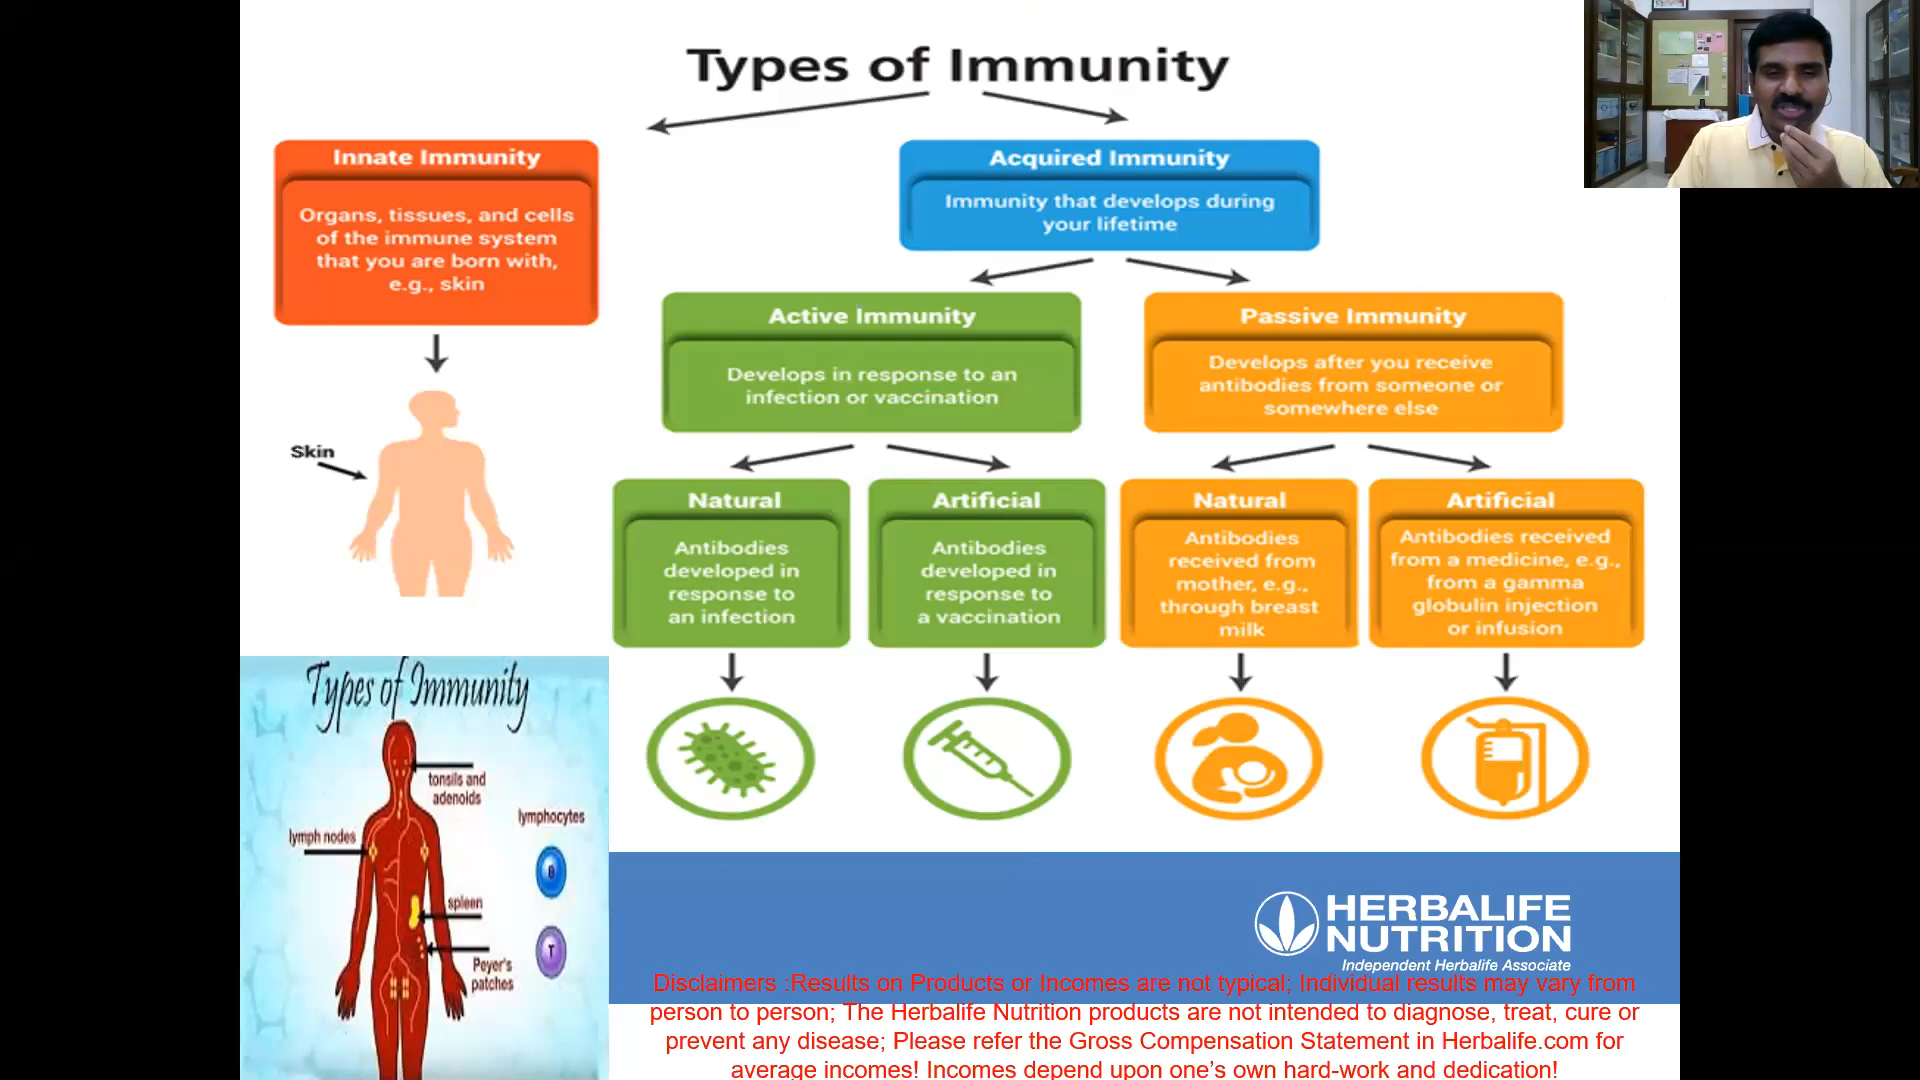 Types of Immunity
Innate Immunity
Organs, tissues, and cells
of the immune system
that you are born with,
e.g., skin
Skin
Acquired Immunity
Immunity that develops during
your lifetime
Active Immunity
Develops in response to an
infection or vaccination
Passive Immunity
Develops after you receive
antibodies from someone or
somewhere else
Natural
Antibodies
developed in
response to
an infection
Artificial
Antibodies
developed in
response to
a vaccination
Natural
Antibodies
received from
mother, e.g.,
through breast
milk
Artificial
Antibodies received
from a medicine, e.g.,
from a gamma
globulin injection
or infusion
Types of Immunity
tonsils and
adenoids
lymphocytes
lymph nodes
B
spleen
T
Peyer's
patches
HERBALIFE
NUTRITION
Independent Herbalife Associate
Disclaimers :Results on Products or Incomes are not typical; Individual results may vary from
person to person; The Herbalife Nutrition products are not intended to diagnose, treat, cure or
prevent any disease; Please refer the Gross Compensation Statement in Herbalife.com for
average incomes! Incomes depend upon one’s own hard-work and dedication!